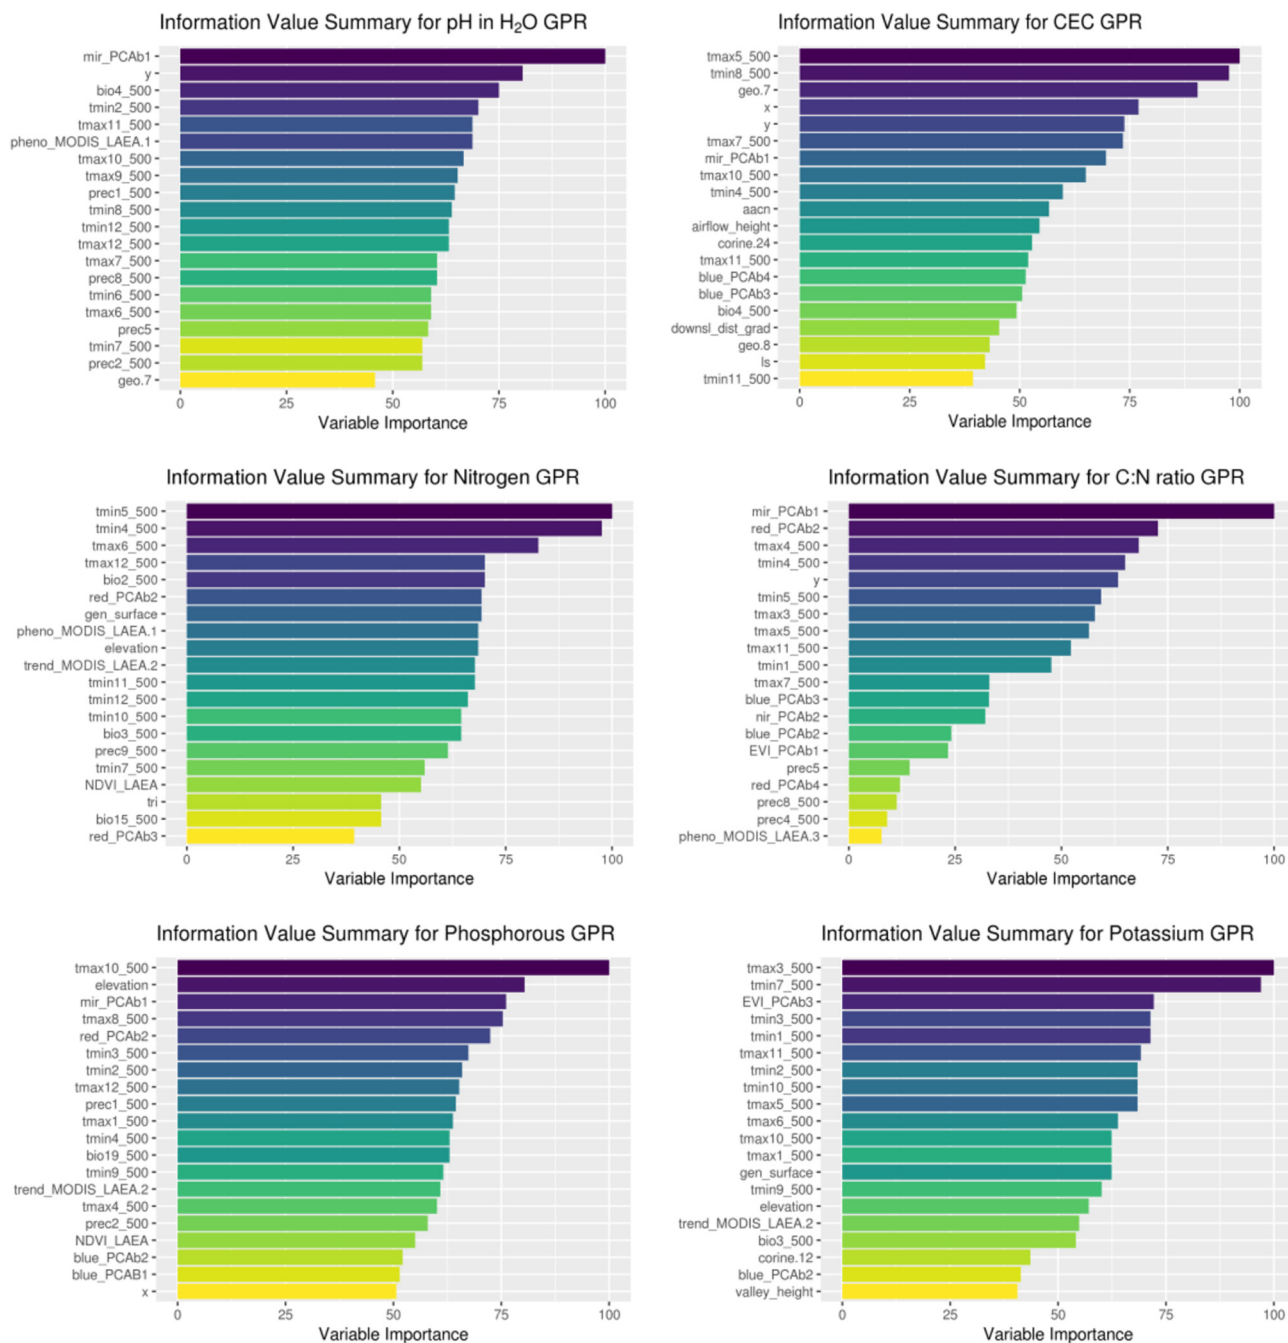 Information Value Summary for pH in H₂O GPR
mir_PCAb1
y
bio4_500
tmin2_500
tmax11_500
pheno_MODIS_LAEA.1
tmax10_500
tmax9_500
prec1_500
tmin8_500
tmin12_500
tmax12_500
tmax7_500
prec8_500
tmin6_500
tmax6_500
prec5
tmin7_500
prec2_500
geo.7
0 25 50 75 100
Variable Importance
Information Value Summary for CEC GPR
tmax5_500
tmin8_500
geo.7
x
y
tmax7_500
mir_PCAb1
tmax10_500
tmin4_500
aacn
airflow_height
corine.24
tmax11_500
blue_PCAb4
blue_PCAb3
bio4_500
downsl_dist_grad
geo.8
ls
tmin11_500
0 25 50 75 100
Variable Importance
Information Value Summary for Nitrogen GPR
tmin5_500
tmin4_500
tmax6_500
tmax12_500
bio2_500
red_PCAb2
gen_surface
pheno_MODIS_LAEA.1
elevation
trend_MODIS_LAEA.2
tmin11_500
tmin12_500
tmin10_500
bio3_500
prec9_500
tmin7_500
NDVI_LAEA
tri
bio15_500
red_PCAb3
0 25 50 75 100
Variable Importance
Information Value Summary for C:N ratio GPR
mir_PCAb1
red_PCAb2
tmax4_500
tmin4_500
y
tmin5_500
tmax3_500
tmax5_500
tmax11_500
tmin1_500
tmax7_500
blue_PCAb3
nir_PCAb2
blue_PCAb2
EVI_PCAb1
prec5
red_PCAb4
prec8_500
prec4_500
pheno_MODIS_LAEA.3
0 25 50 75 100
Variable Importance
Information Value Summary for Phosphorous GPR
tmax10_500
elevation
mir_PCAb1
tmax8_500
red_PCAb2
tmin3_500
tmin2_500
tmax12_500
prec1_500
tmax1_500
tmin4_500
bio19_500
tmin9_500
trend_MODIS_LAEA.2
tmax4_500
prec2_500
NDVI_LAEA
blue_PCAb2
blue_PCAB1
x
0 25 50 75 100
Variable Importance
Information Value Summary for Potassium GPR
tmax3_500
tmin7_500
EVI_PCAb3
tmin3_500
tmin1_500
tmax11_500
tmin2_500
tmin10_500
tmax5_500
tmax6_500
tmax10_500
tmax1_500
gen_surface
tmin9_500
elevation
trend_MODIS_LAEA.2
bio3_500
corine.12
blue_PCAb2
valley_height
0 25 50 75 100
Variable Importance